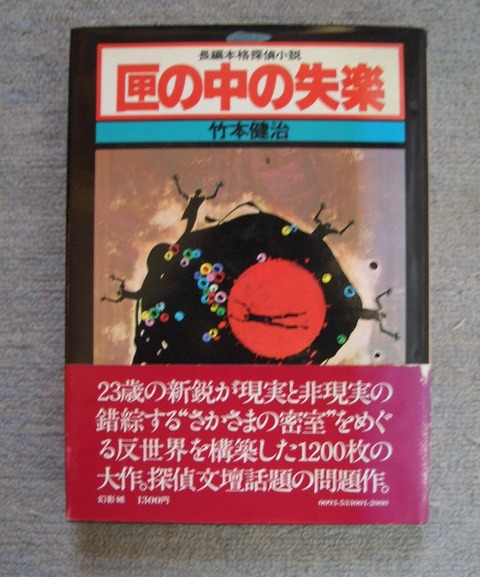 長編本格探偵小説
匣の中の失楽
竹本健治
23歳の新鋭が現実と非現実の
錯綜する“さかさまの密室”をめぐ
る反世界を構築した1200枚の
大作。探偵文壇話題の問題作。
幻影城 1300円